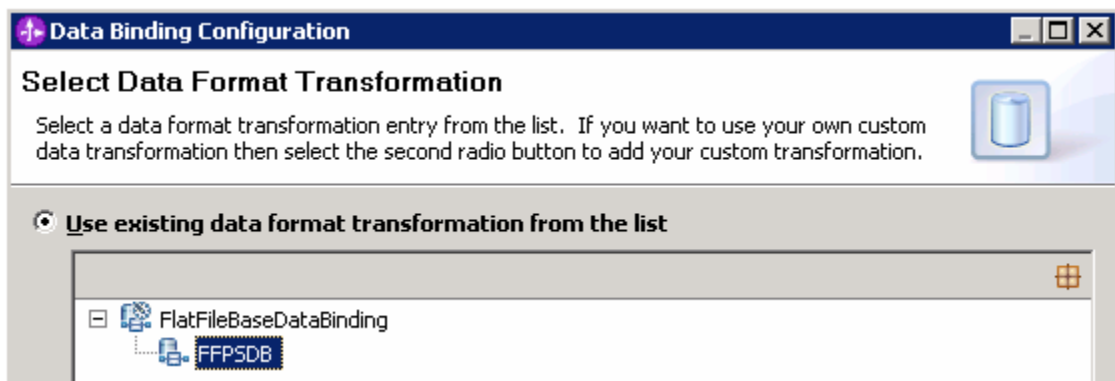 Data Binding Configuration
Select Data Format Transformation
Select a data format transformation entry from the list. If you want to use your own custom
data transformation then select the second radio button to add your custom transformation.
Use existing data format transformation from the list
FlatFileBaseDataBinding
FFPSDB